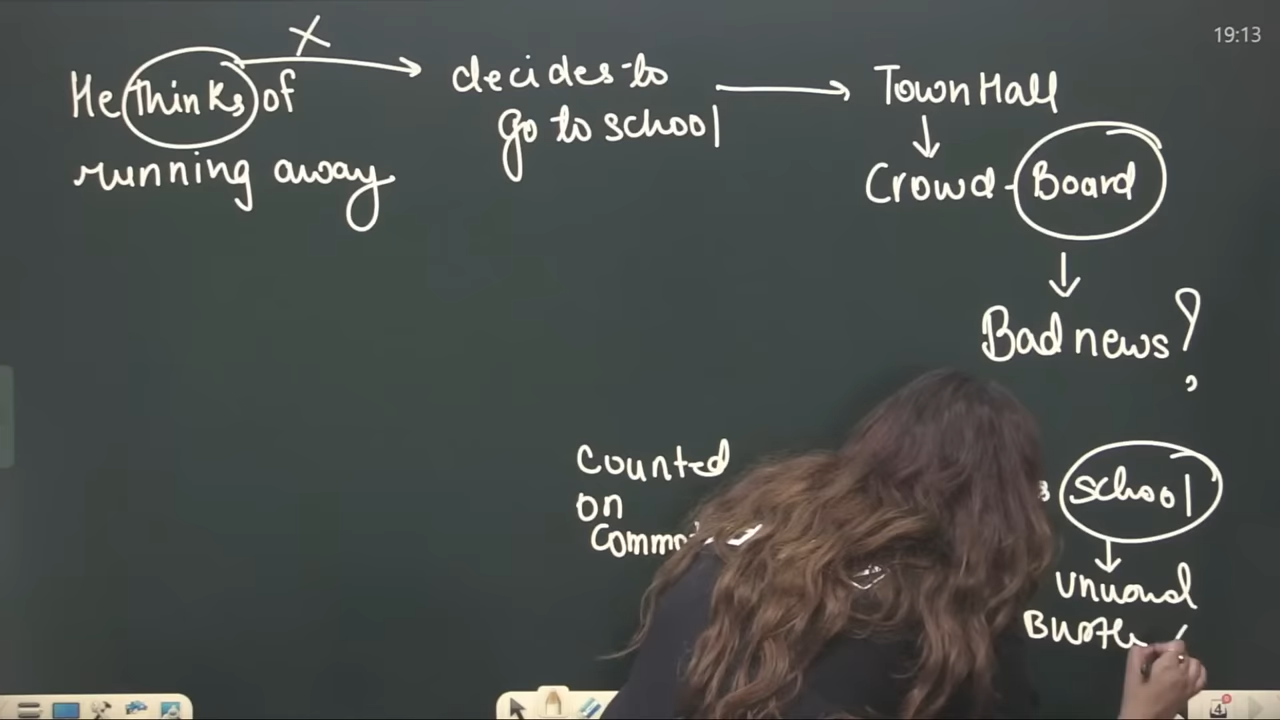 19:13
He thinks of
running away
X
decides to
go to school
Town Hall
Crowd - Board
Bad news?
Counted
on
school